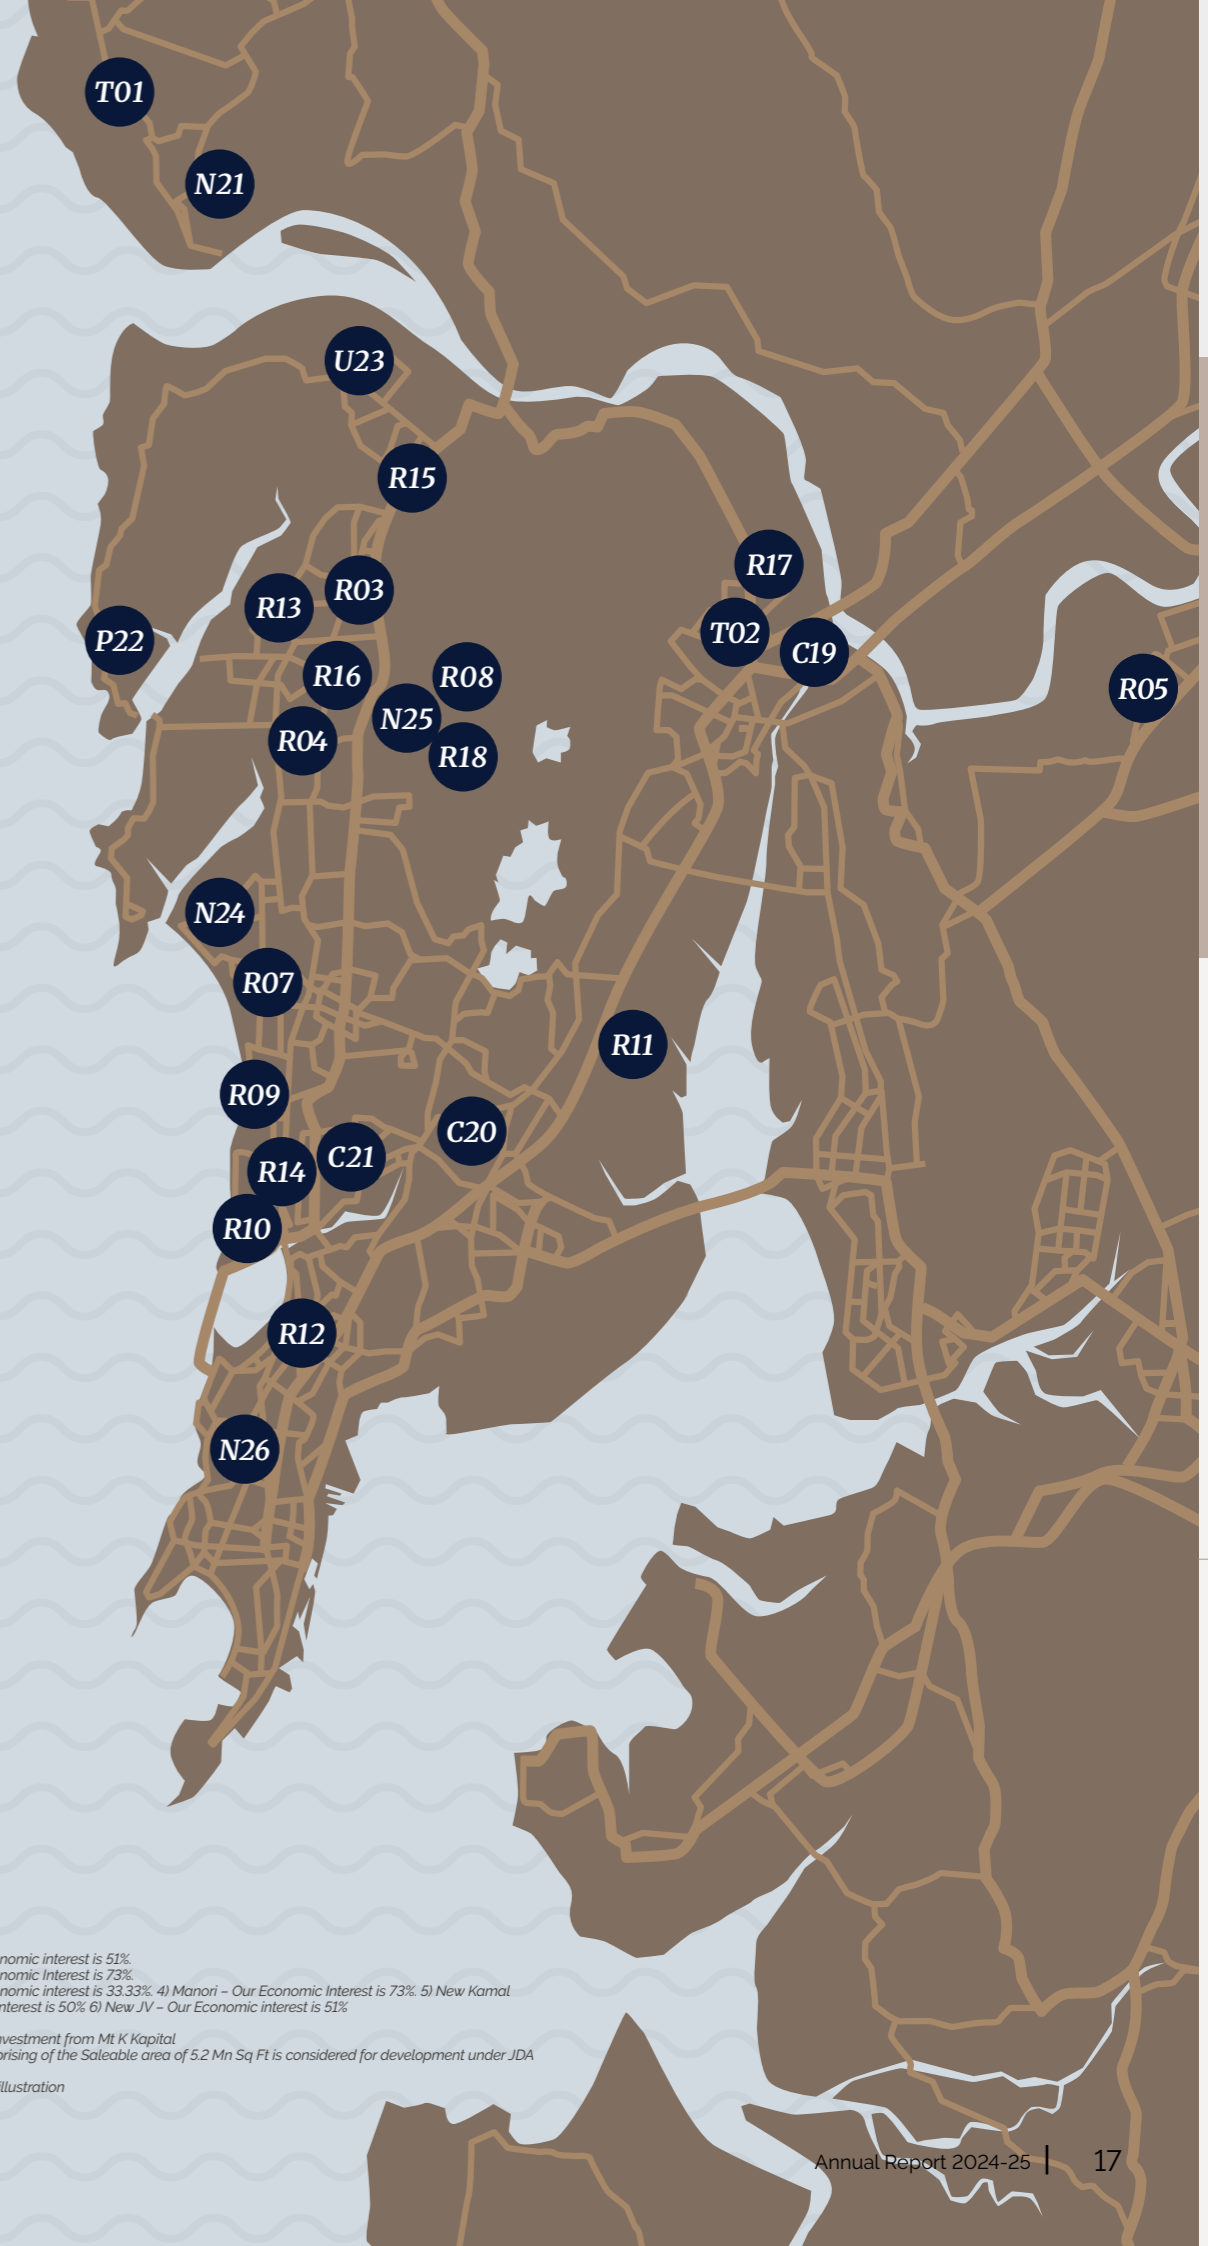 T01
N21
U23
R15
R17
R03
R13
T02
P22
C19
R16
R08
R05
N25
R04
R18
N24
R07
R11
R09
C20
C21
R14
R10
R12
N26
nomic interest is 51%.
nomic Interest is 73%.
nomic interest is 33.33%. 4) Manori – Our Economic Interest is 73%. 5) New Kamal
nterest is 50% 6) New JV – Our Economic interest is 51%
nvestment from Mt K Kapital
orising of the Saleable area of 5.2 Mn Sq Ft is considered for development under JDA
illustration
Annual Report 2024-25 | 17